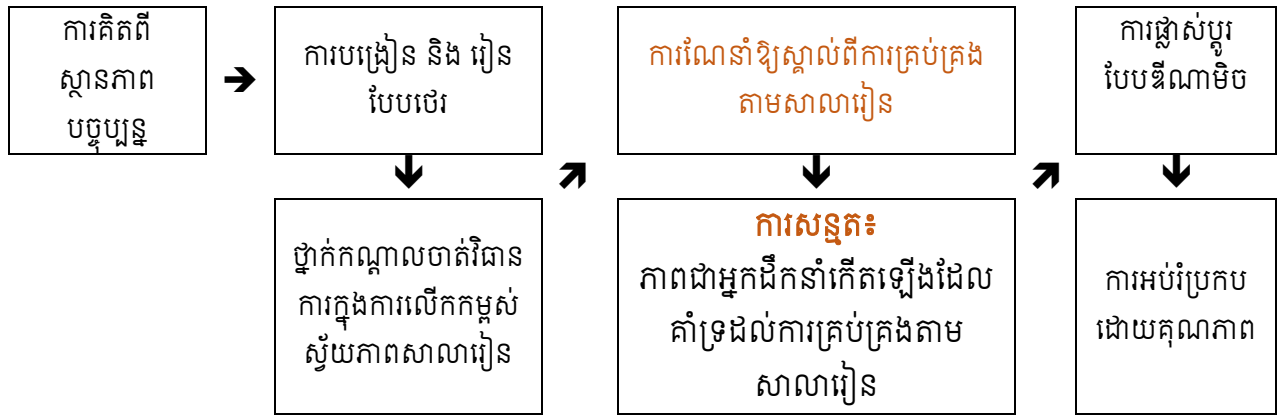 ការគិតពី
ស្ថានភាព
បច្ចុប្បន្ន
ការបង្រៀន និង រៀន
បែបថេរ
ថ្នាក់កណ្តាលចាត់វិធាន
ការក្នុងការលើកកម្ពស់
ស្វ័យភាពសាលារៀន
ការណែនាំឱ្យស្គាល់ពីការគ្រប់គ្រង
តាមសាលារៀន
ការសន្មត៖
ភាពជាអ្នកដឹកនាំកើតឡើងដែល
គាំទ្រដល់ការគ្រប់គ្រងតាម
សាលារៀន
ការផ្លាស់ប្តូរ
បែបឌីណាមិច
ការអប់រំប្រកប
ដោយគុណភាព